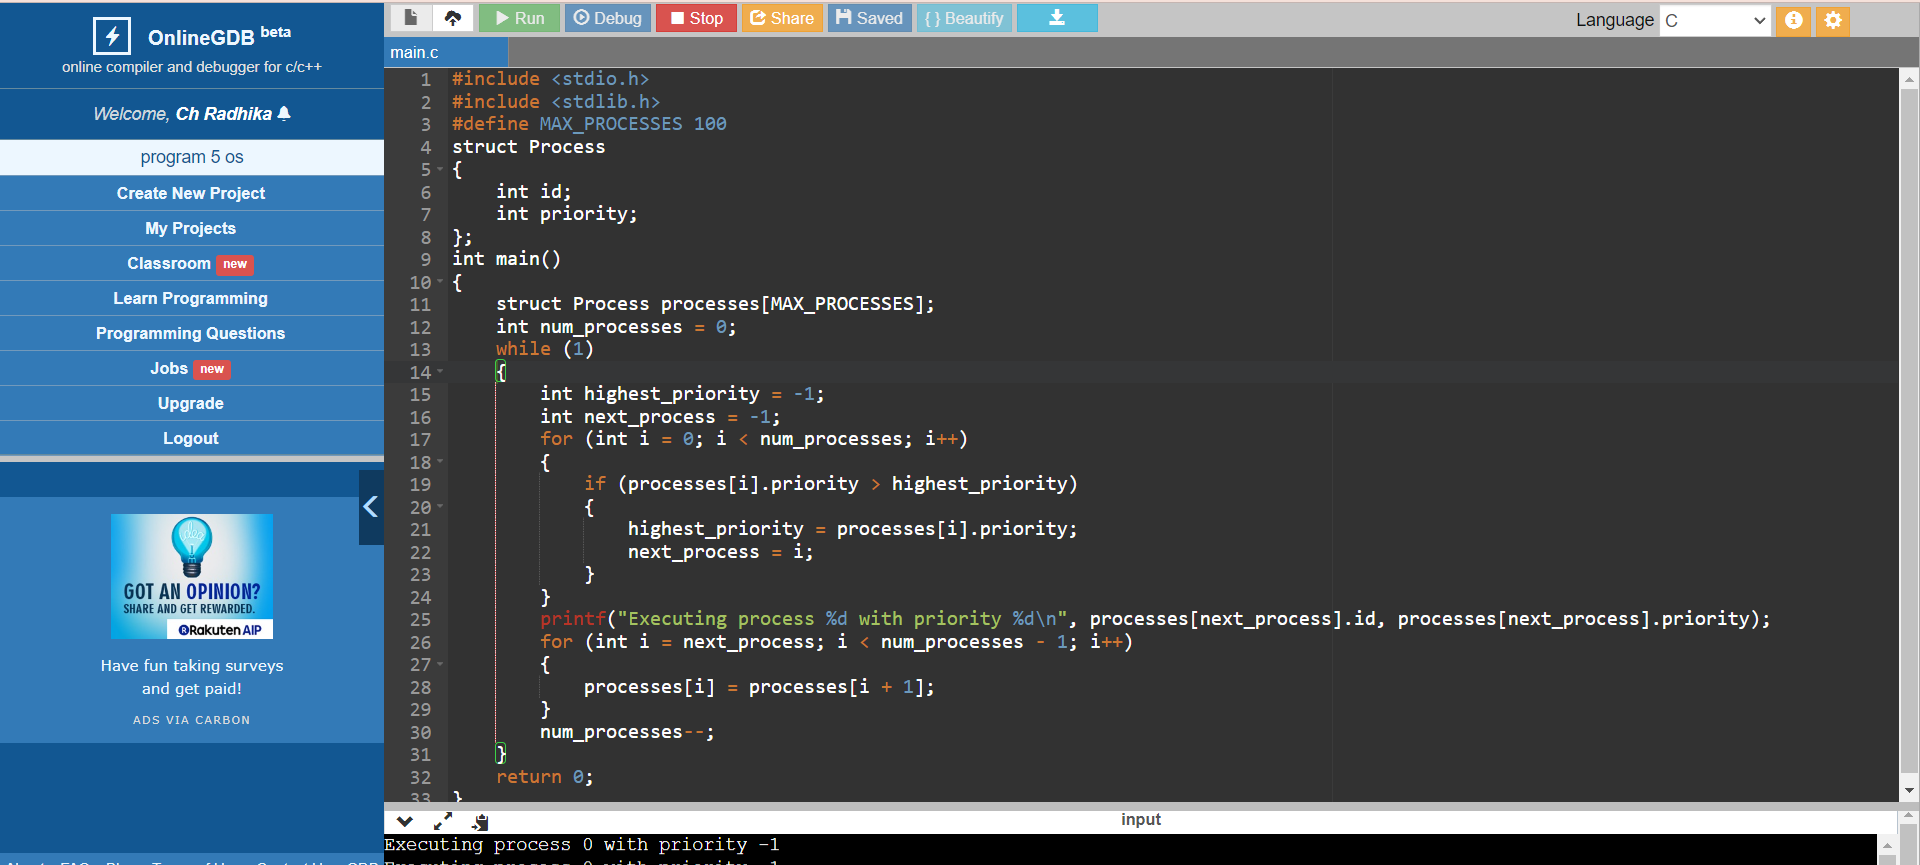 OnlineGDB beta
online compiler and debugger for c/c++
Welcome, Ch Radhika
program 5 os
Create New Project
My Projects
Classroom new
Learn Programming
Programming Questions
Jobs new
Upgrade
Logout
GOT AN OPINION?
SHARE AND GET REWARDED.
Rakuten AIP
Have fun taking surveys
and get paid!
ADS VIA CARBON
Run Debug Stop Share Saved {} Beautify
Language C
main.c
1 #include <stdio.h>
2 #include <stdlib.h>
3 #define MAX_PROCESSES 100
4 struct Process
5 {
6     int id;
7     int priority;
8 };
9 int main()
10 {
11     struct Process processes[MAX_PROCESSES];
12     int num_processes = 0;
13     while (1)
14     {
15         int highest_priority = -1;
16         int next_process = -1;
17         for (int i = 0; i < num_processes; i++)
18         {
19             if (processes[i].priority > highest_priority)
20             {
21                 highest_priority = processes[i].priority;
22                 next_process = i;
23             }
24         }
25         printf("Executing process %d with priority %d\n", processes[next_process].id, processes[next_process].priority);
26         for (int i = next_process; i < num_processes - 1; i++)
27         {
28             processes[i] = processes[i + 1];
29         }
30         num_processes--;
31     }
32     return 0;
33 }
input
Executing process 0 with priority -1